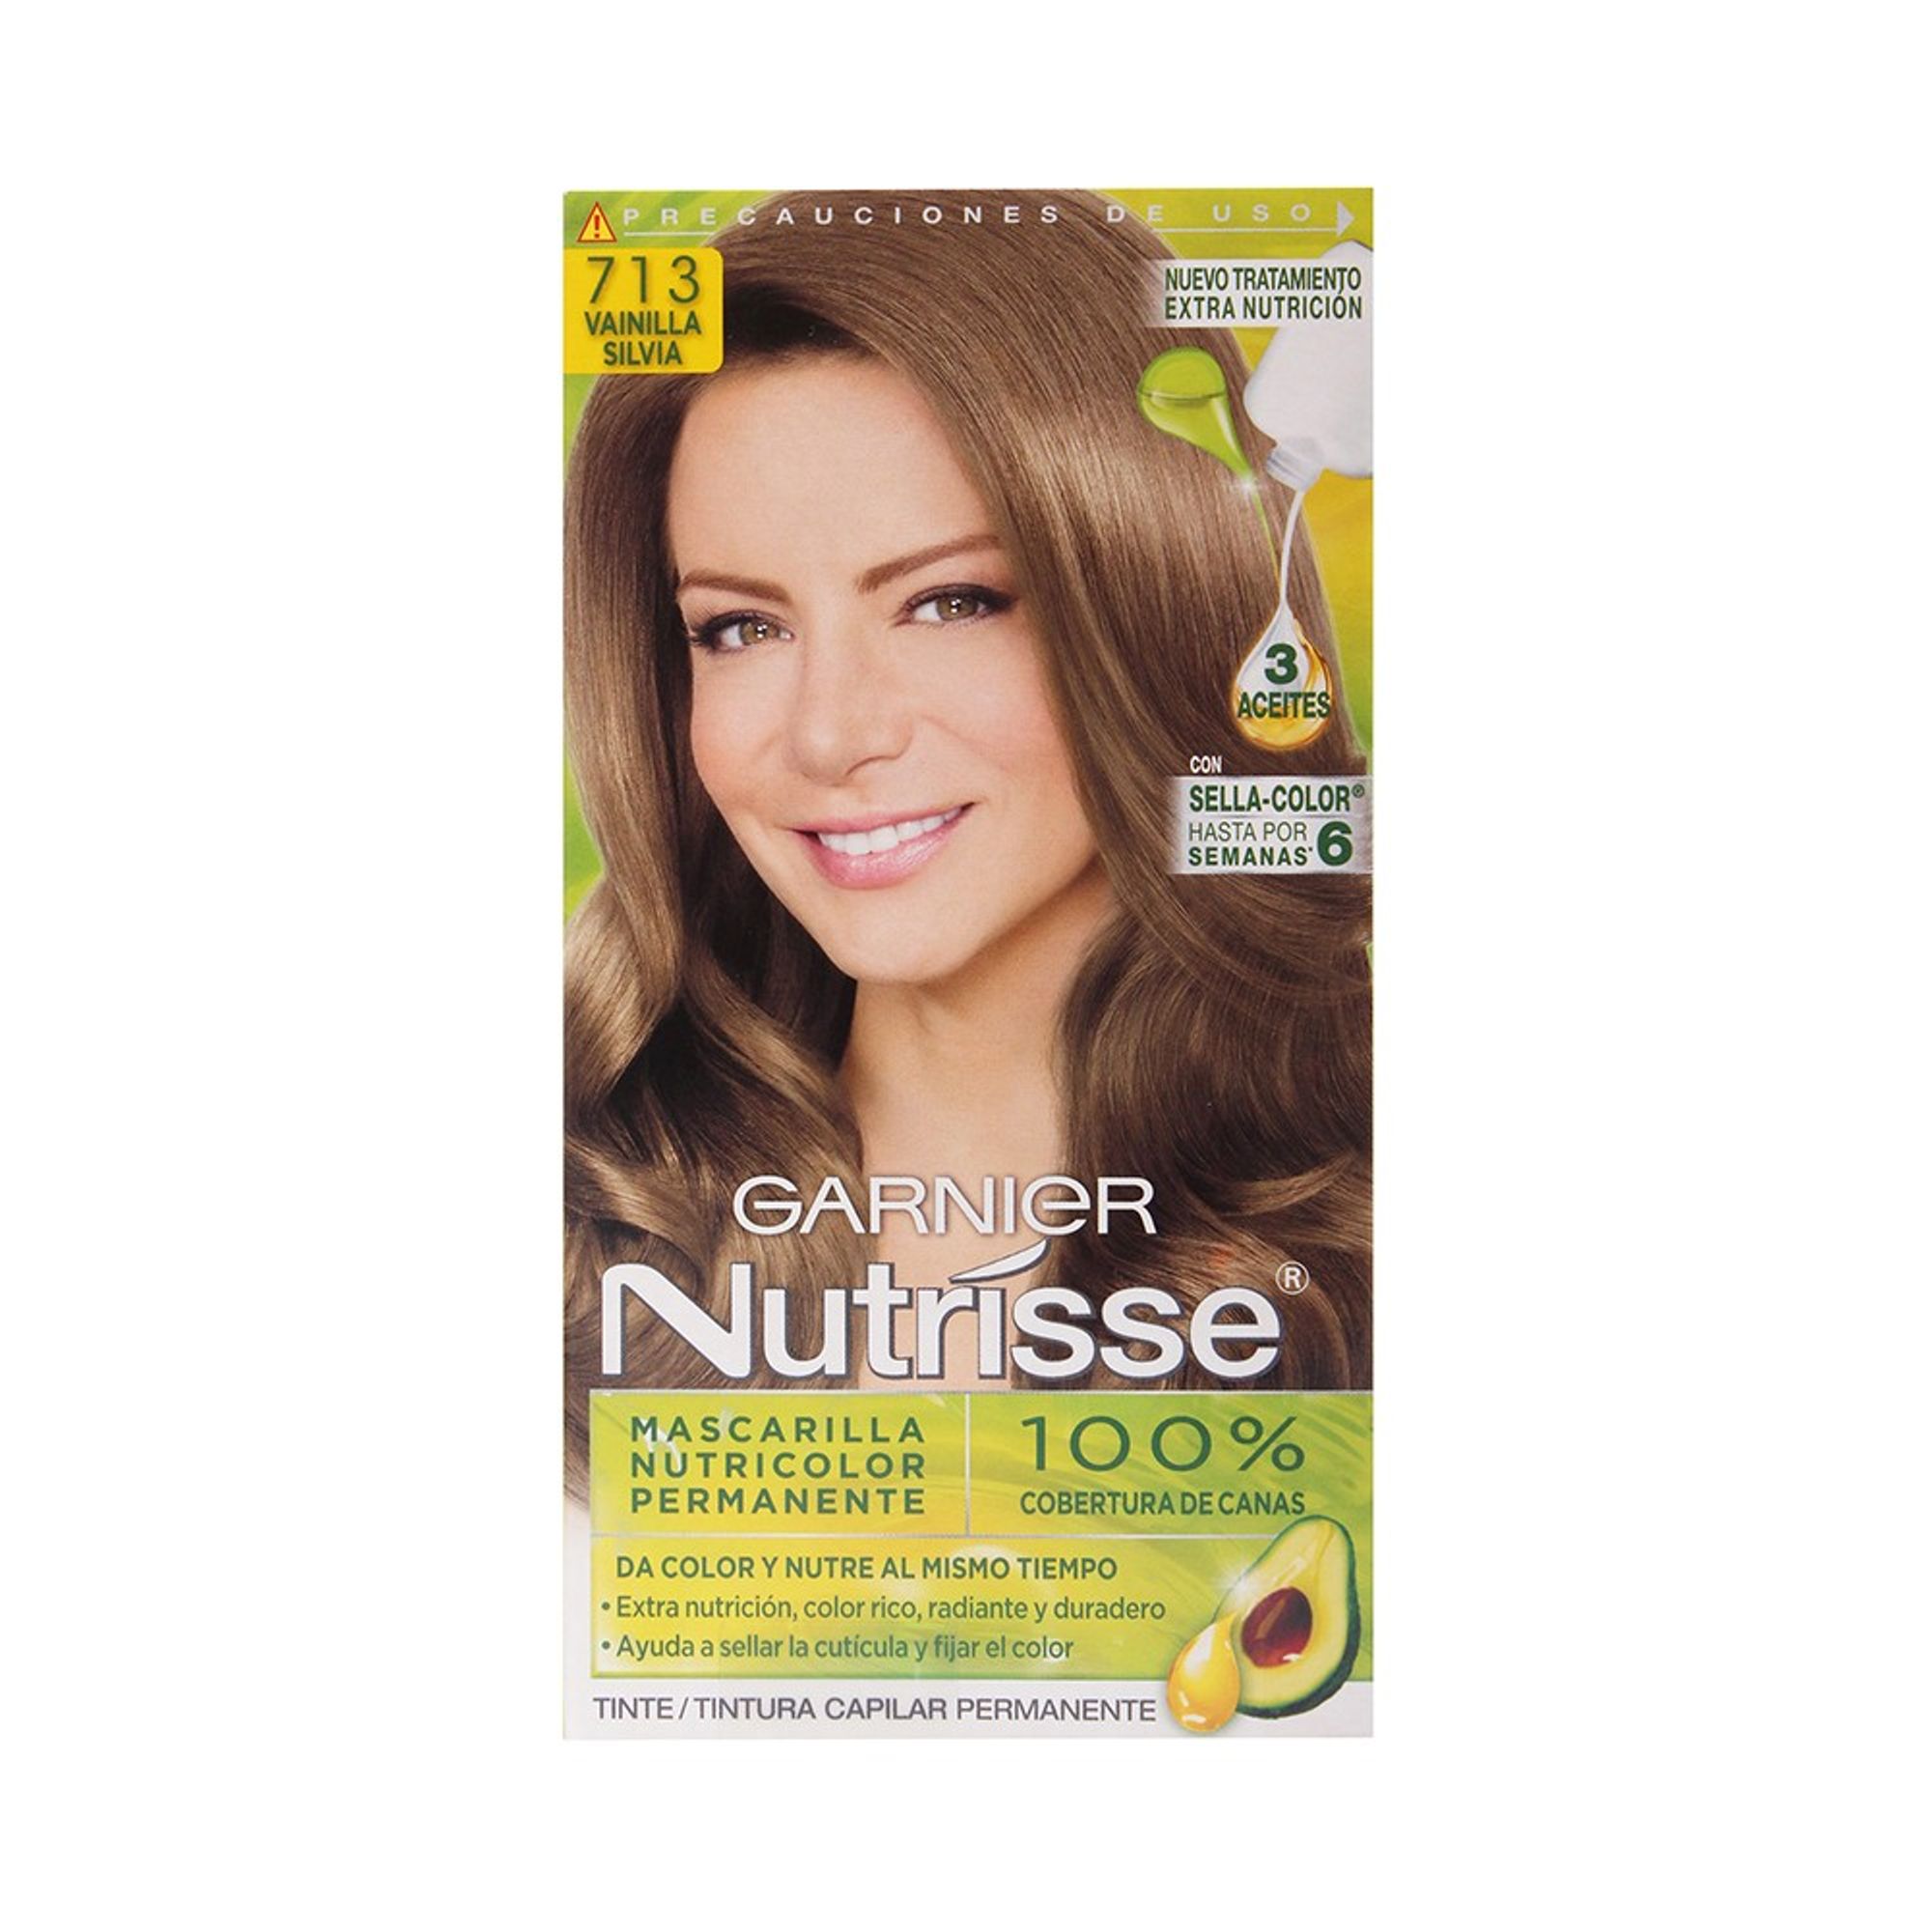 PRECAUCIONES DE USO
713
VAINILLA
SILVIA
NUEVO TRATAMIENTO
EXTRA NUTRICIÓN
3
ACEITES
CON
SELLA-COLOR®
HASTA POR 6
SEMANAS*
GARNIER
Nutrísse®
MASCARILLA
NUTRICOLOR
PERMANENTE
100%
COBERTURA DE CANAS
DA COLOR Y NUTRE AL MISMO TIEMPO
• Extra nutrición, color rico, radiante y duradero
• Ayuda a sellar la cutícula y fijar el color
TINTE / TINTURA CAPILAR PERMANENTE